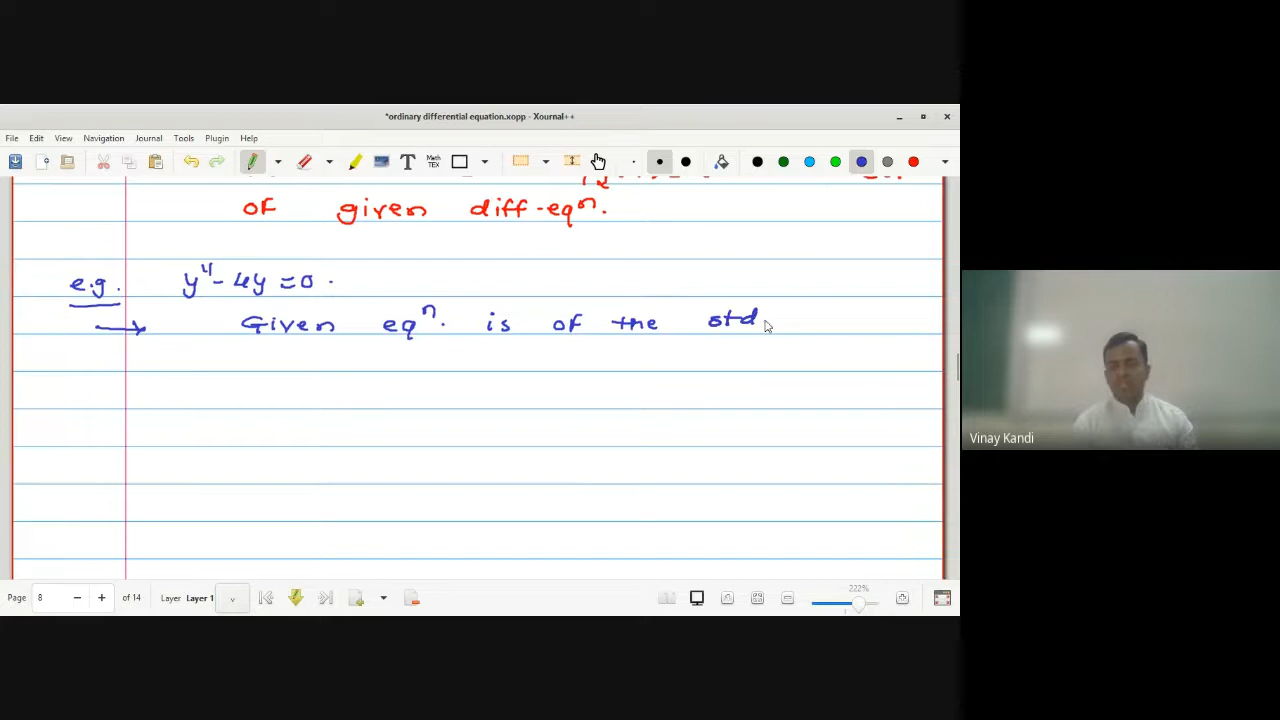 *ordinary differential equation.xopp - Xournal++
File Edit View Navigation Journal Tools Plugin Help
of given diff-eqⁿ.
e.g. y" - 4y = 0.
→ Given eqⁿ. is of the std
Vinay Kandi
Page 8 of 14 Layer Layer 1 222%